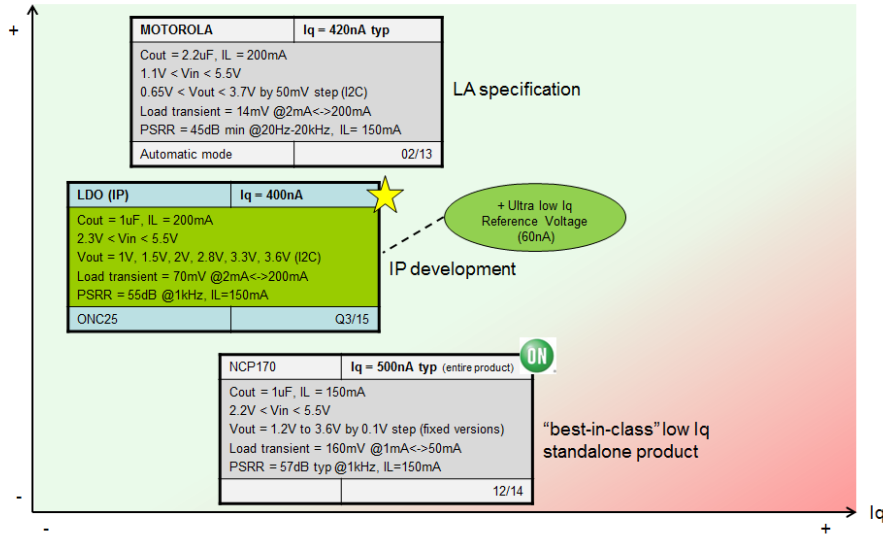 +
MOTOROLA Iq = 420nA typ
Cout = 2.2uF, IL = 200mA
1.1V < Vin < 5.5V
0.65V < Vout < 3.7V by 50mV step (I2C)
Load transient = 14mV @2mA<->200mA
PSRR = 45dB min @20Hz-20kHz, IL= 150mA
Automatic mode 02/13
LA specification
LDO (IP) Iq = 400nA
Cout = 1uF, IL = 200mA
2.3V < Vin < 5.5V
Vout = 1V, 1.5V, 2V, 2.8V, 3.3V, 3.6V (I2C)
Load transient = 70mV @2mA<->200mA
PSRR = 55dB @1kHz, IL=150mA
ONC25 Q3/15
+ Ultra low Iq
Reference Voltage
(60nA)
IP development
NCP170 Iq = 500nA typ (entire product)
ON
Cout = 1uF, IL = 150mA
2.2V < Vin < 5.5V
Vout = 1.2V to 3.6V by 0.1V step (fixed versions)
Load transient = 160mV @1mA<->50mA
PSRR = 57dB typ @1kHz, IL=150mA
12/14
“best-in-class” low Iq
standalone product
-
Iq
- +